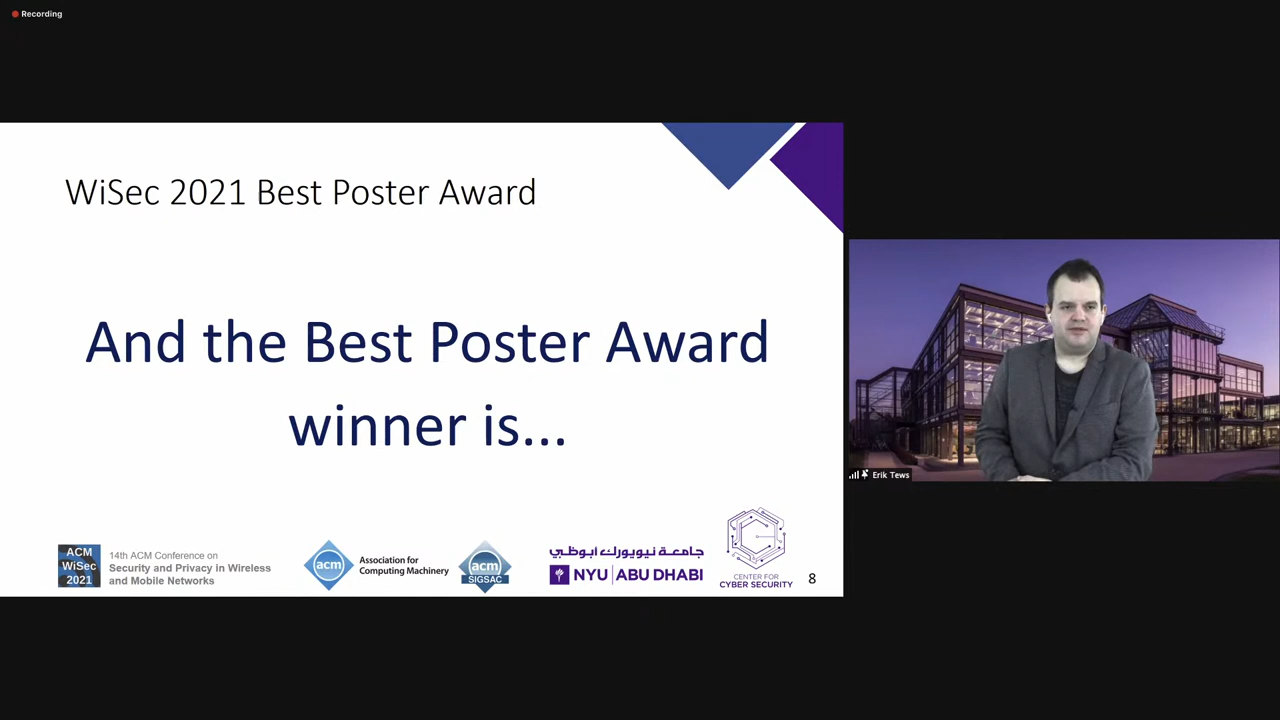 Recording
WiSec 2021 Best Poster Award
And the Best Poster Award
winner is...
ACM
WiSec
2021
14th ACM Conference on
Security and Privacy in Wireless
and Mobile Networks
acm
Association for
Computing Machinery
acm
SIGSAC
جامعة نيويورك أبوظبي
NYU | ABU DHABI
CENTER FOR
CYBER SECURITY
8
Erik Tews